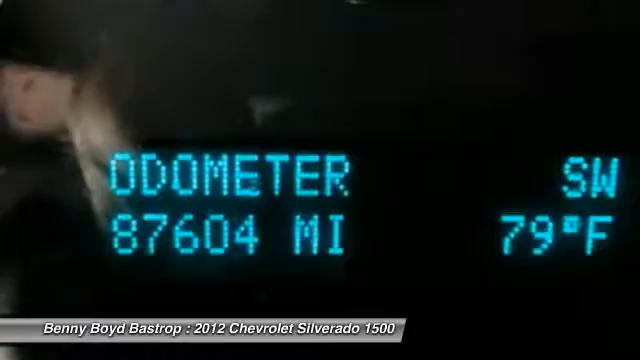 ODOMETER SW
87604 MI 79°F
Benny Boyd Bastrop : 2012 Chevrolet Silverado 1500